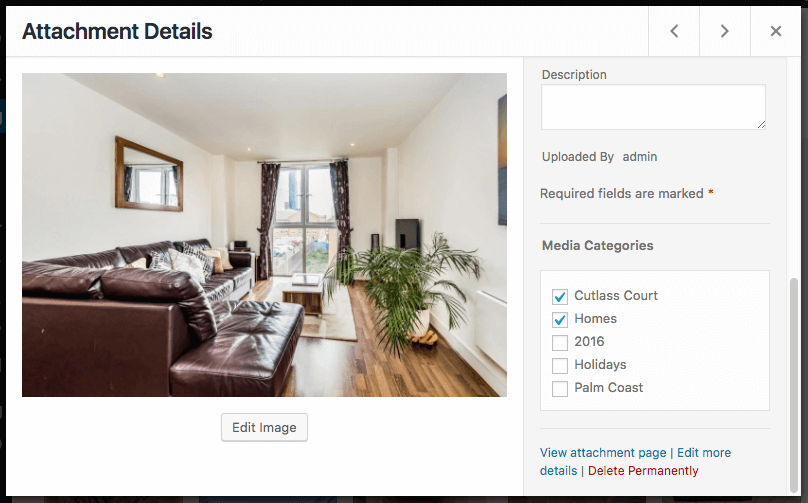 Attachment Details
Description
Uploaded By admin
Required fields are marked *
Media Categories
Cutlass Court
Homes
2016
Holidays
Palm Coast
Edit Image
View attachment page | Edit more
details | Delete Permanently